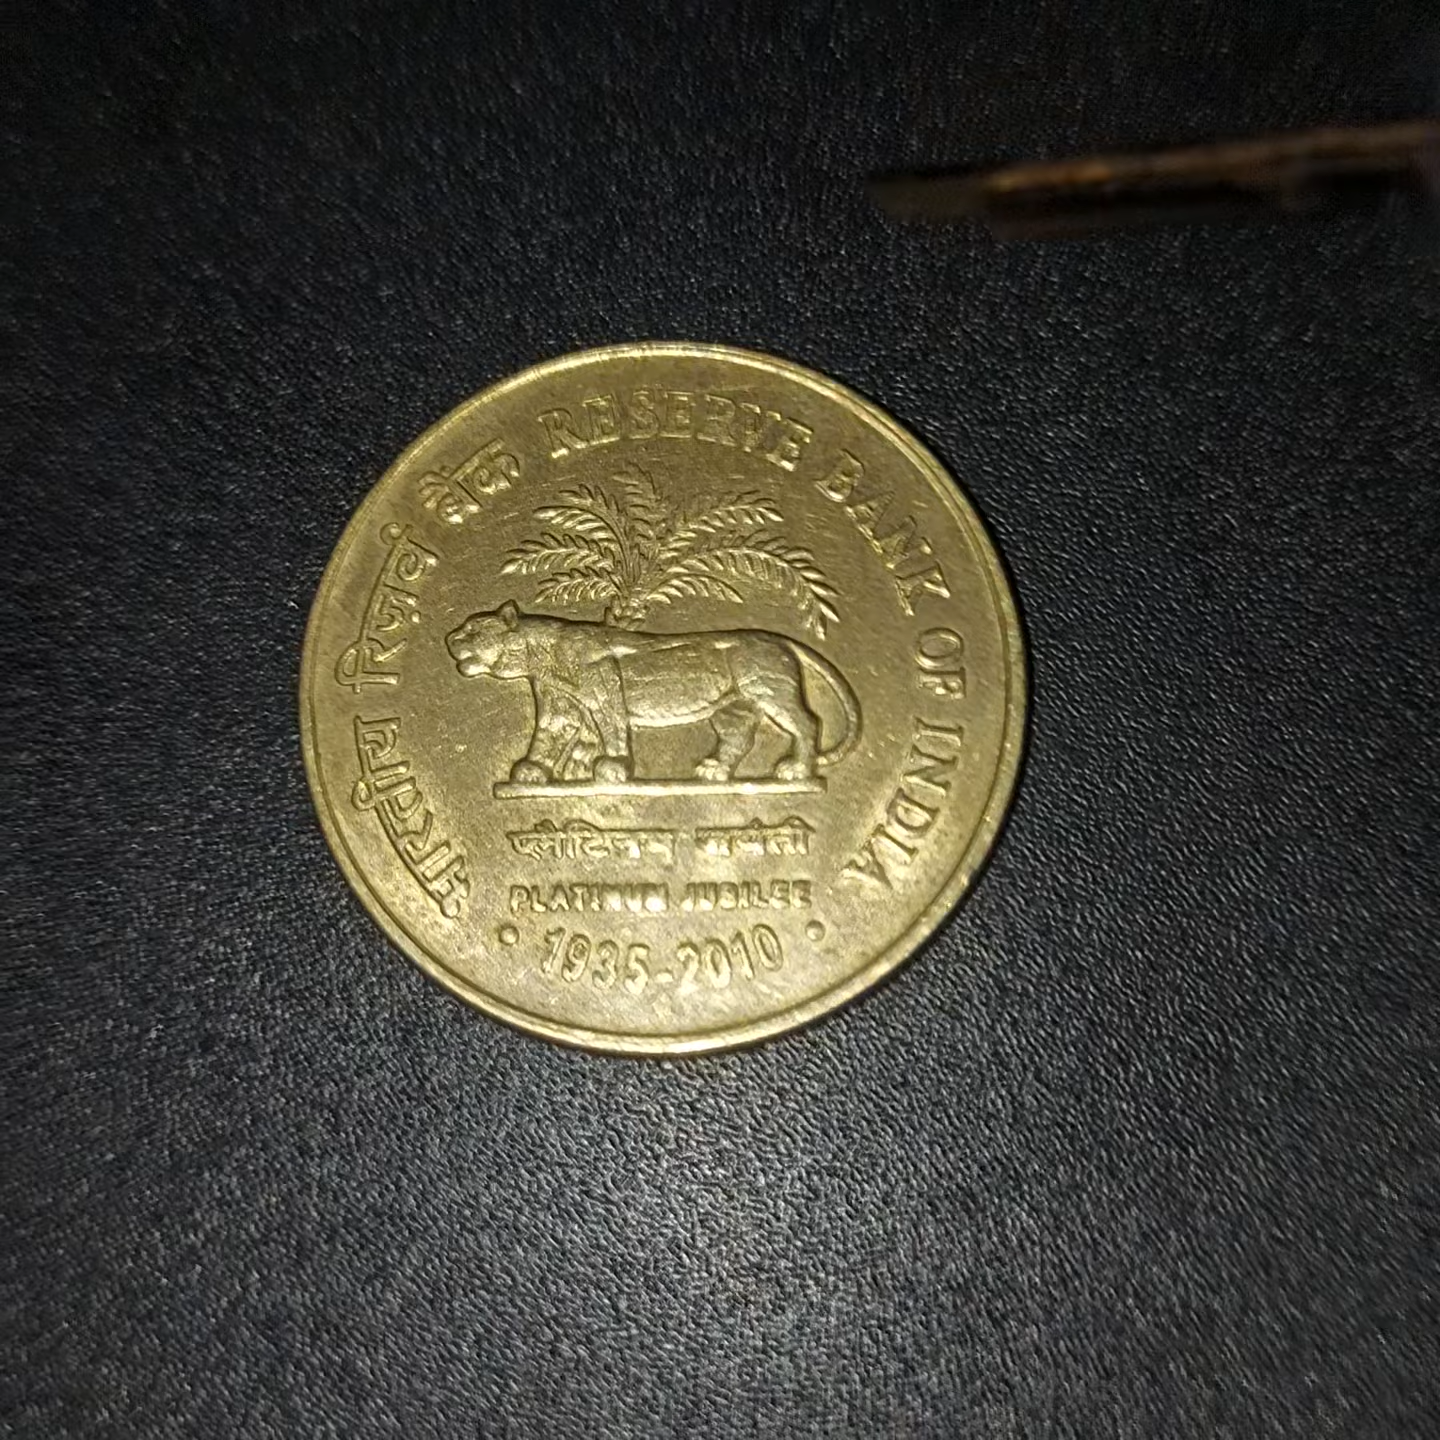 भारतीय रिज़र्व बैंक RESERVE BANK OF INDIA
प्लैटिनम जयंती
PLATINUM JUBILEE
• 1935-2010 •